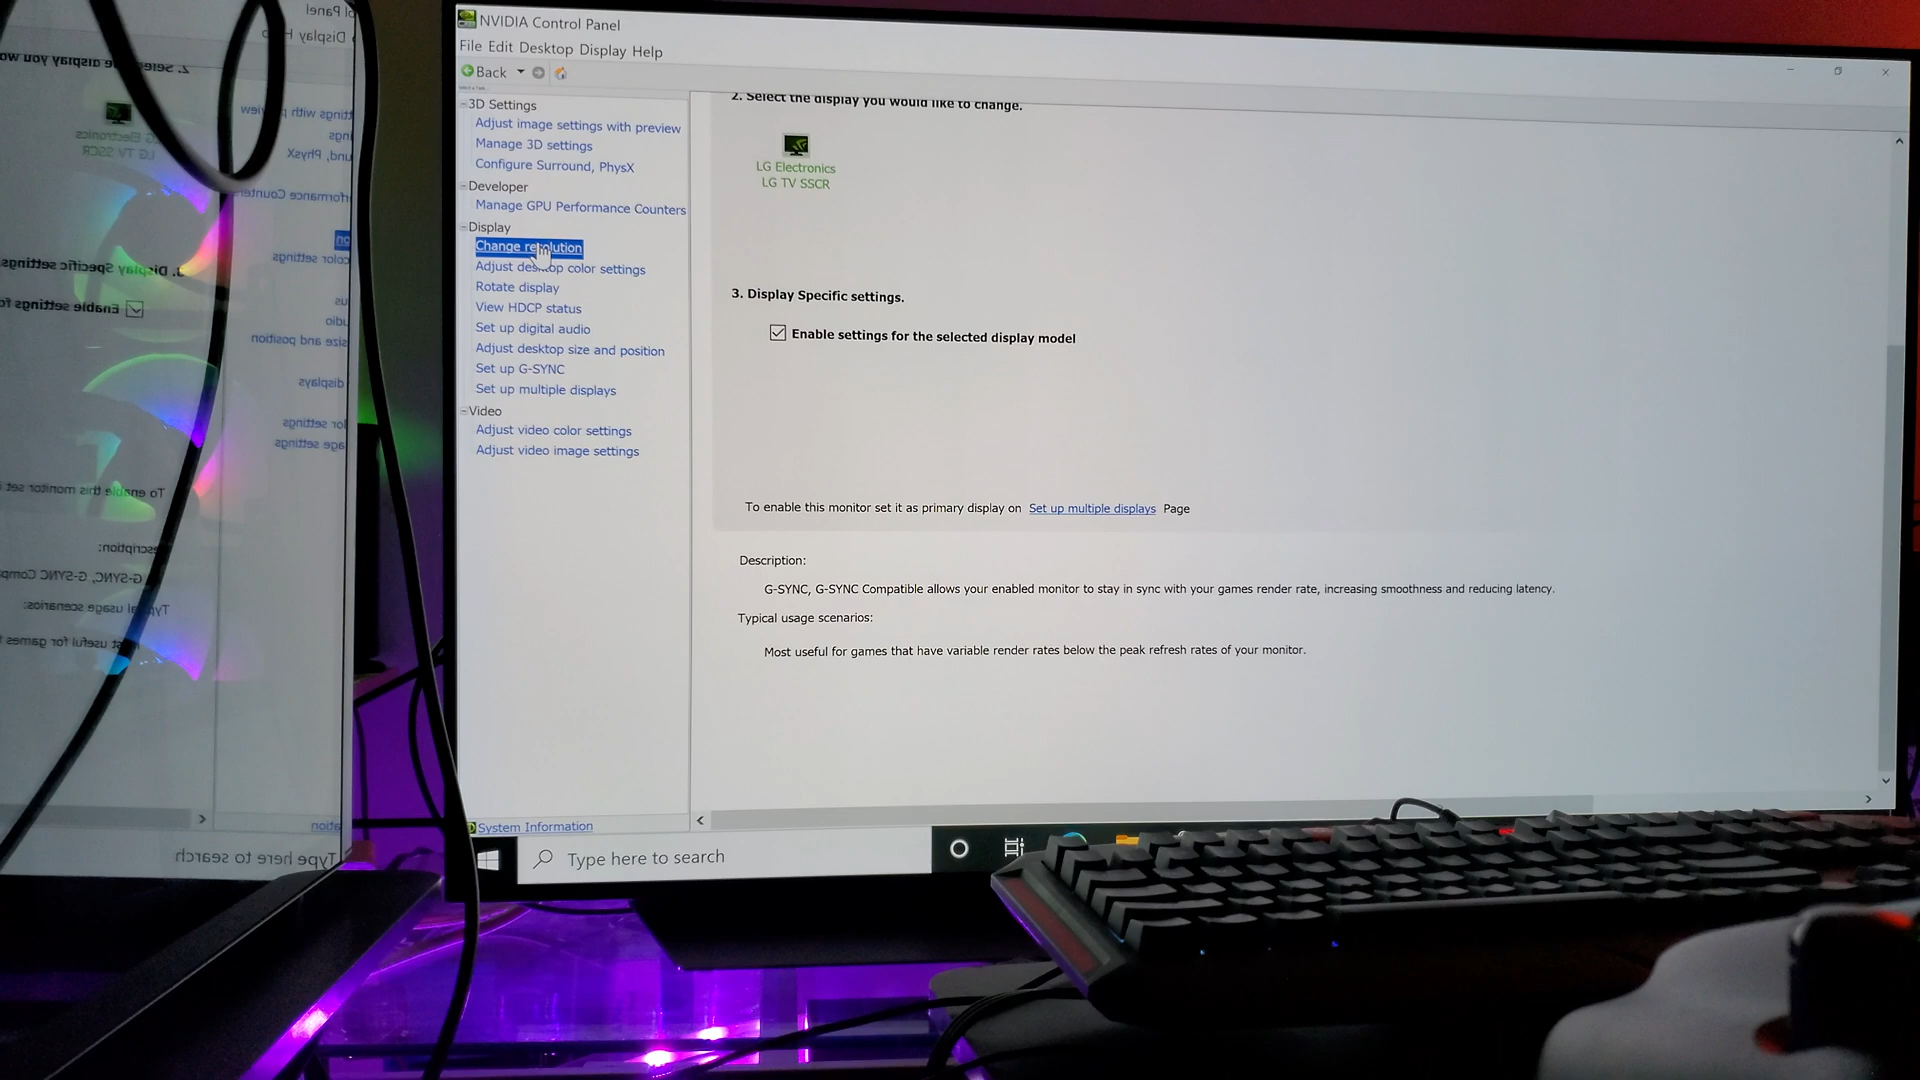 NVIDIA Control Panel
File Edit Desktop Display Help
Back
3D Settings
Adjust image settings with preview
Manage 3D settings
Configure Surround, PhysX
Developer
Manage GPU Performance Counters
Display
Change resolution
Adjust desktop color settings
Rotate display
View HDCP status
Set up digital audio
Adjust desktop size and position
Set up G-SYNC
Set up multiple displays
Video
Adjust video color settings
Adjust video image settings
System Information
2. Select the display you would like to change.
LG Electronics
LG TV SSCR
3. Display Specific settings.
Enable settings for the selected display model
To enable this monitor set it as primary display on Set up multiple displays Page
Description:
G-SYNC, G-SYNC Compatible allows your enabled monitor to stay in sync with your games render rate, increasing smoothness and reducing latency.
Typical usage scenarios:
Most useful for games that have variable render rates below the peak refresh rates of your monitor.
Type here to search